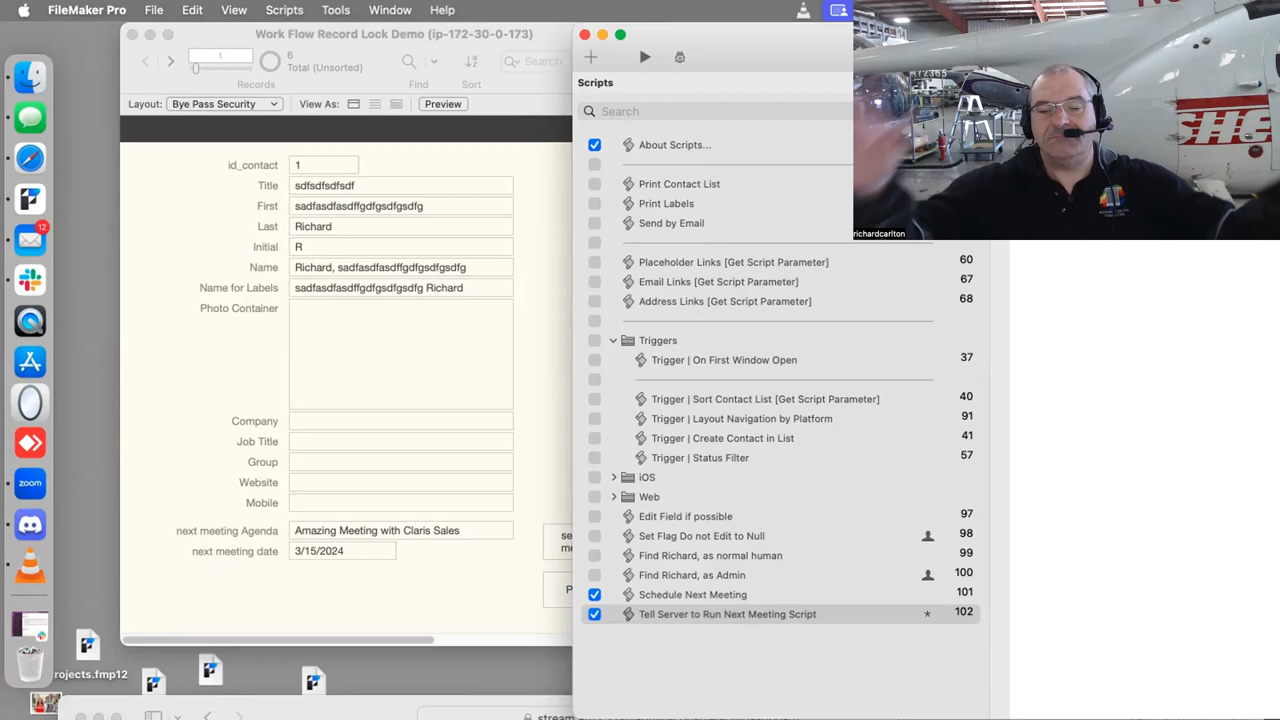 FileMaker Pro File Edit View Scripts Tools Window Help
Work Flow Record Lock Demo (ip-172-30-0-173)
1
6
Total (Unsorted)
Search
Records
Find
Sort
Layout: Bye Pass Security View As: Preview
id_contact 1
Title sdfsdfsdfsdf
First sadfasdfasdffgdfgsdfgsdfg
Last Richard
Initial R
Name Richard, sadfasdfasdffgdfgsdfgsdfg
Name for Labels sadfasdfasdffgdfgsdfgsdfg Richard
Photo Container
Company
Job Title
Group
Website
Mobile
next meeting Agenda Amazing Meeting with Claris Sales
next meeting date 3/15/2024
se
me
P
12
zoom
rojects.fmp12
Scripts
Search
About Scripts...
Print Contact List
Print Labels
Send by Email
Placeholder Links [Get Script Parameter] 60
Email Links [Get Script Parameter] 67
Address Links [Get Script Parameter] 68
Triggers
Trigger | On First Window Open 37
Trigger | Sort Contact List [Get Script Parameter] 40
Trigger | Layout Navigation by Platform 91
Trigger | Create Contact in List 41
Trigger | Status Filter 57
iOS
Web
Edit Field if possible 97
Set Flag Do not Edit to Null 98
Find Richard, as normal human 99
Find Richard, as Admin 100
Schedule Next Meeting 101
Tell Server to Run Next Meeting Script * 102
richardcarlton
SHE